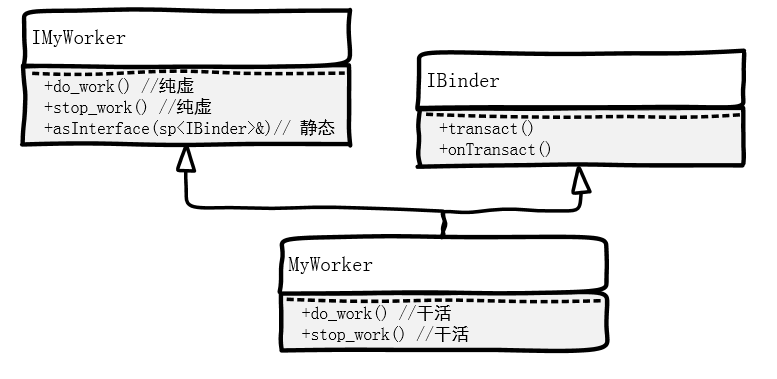 IMyWorker
+do_work() //纯虚
+stop_work() //纯虚
+asInterface(sp<IBinder>&)// 静态
IBinder
+transact()
+onTransact()
MyWorker
+do_work() //干活
+stop_work() //干活